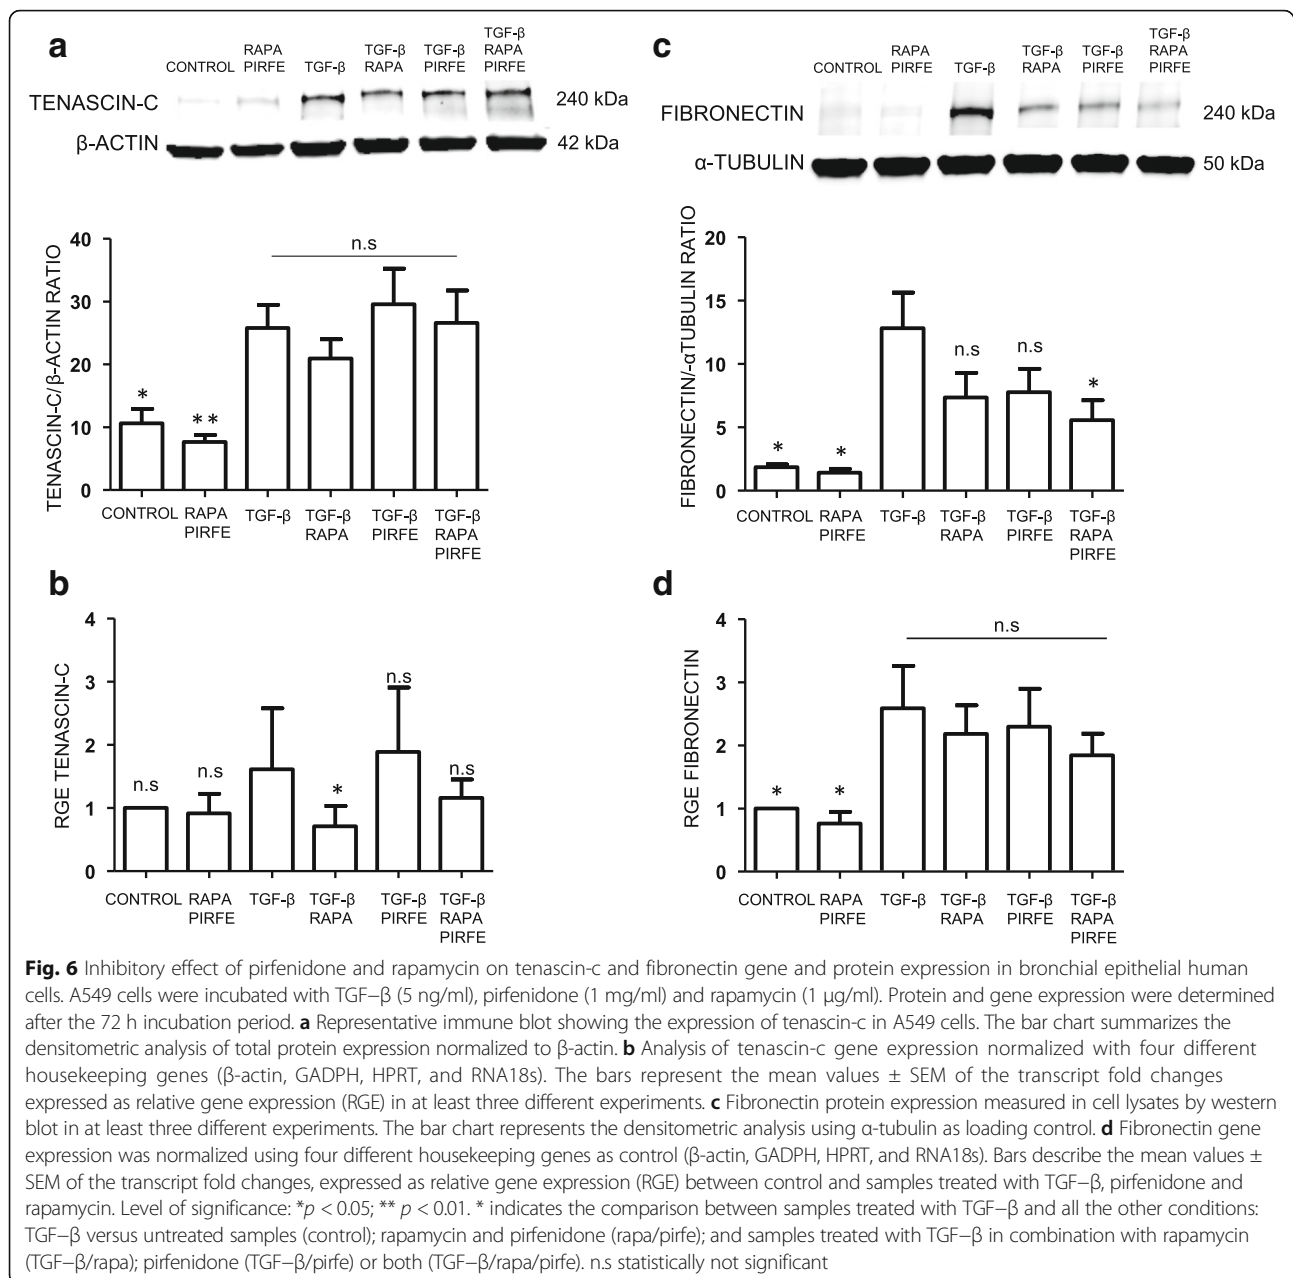 a
CONTROL
RAPA
PIRFE
TGF-β
TGF-β
RAPA
TGF-β
PIRFE
TGF-β
RAPA
PIRFE
TENASCIN-C
240 kDa
β-ACTIN
42 kDa
TENASCIN-C/β-ACTIN RATIO
40
30
20
10
0
*
**
n.s
CONTROL
RAPA
PIRFE
TGF-β
TGF-β
RAPA
TGF-β
PIRFE
TGF-β
RAPA
PIRFE
c
CONTROL
RAPA
PIRFE
TGF-β
TGF-β
RAPA
TGF-β
PIRFE
TGF-β
RAPA
PIRFE
FIBRONECTIN
240 kDa
α-TUBULIN
50 kDa
FIBRONECTIN/-αTUBULIN RATIO
20
15
10
5
0
*
*
n.s
n.s
*
CONTROL
RAPA
PIRFE
TGF-β
TGF-β
RAPA
TGF-β
PIRFE
TGF-β
RAPA
PIRFE
b
RGE TENASCIN-C
4
3
2
1
0
n.s
n.s
*
n.s
n.s
CONTROL
RAPA
PIRFE
TGF-β
TGF-β
RAPA
TGF-β
PIRFE
TGF-β
RAPA
PIRFE
d
RGE FIBRONECTIN
4
3
2
1
0
*
*
n.s
CONTROL
RAPA
PIRFE
TGF-β
TGF-β
RAPA
TGF-β
PIRFE
TGF-β
RAPA
PIRFE
Fig. 6 Inhibitory effect of pirfenidone and rapamycin on tenascin-c and fibronectin gene and protein expression in bronchial epithelial human
cells. A549 cells were incubated with TGF–β (5 ng/ml), pirfenidone (1 mg/ml) and rapamycin (1 μg/ml). Protein and gene expression were determined
after the 72 h incubation period. a Representative immune blot showing the expression of tenascin-c in A549 cells. The bar chart summarizes the
densitometric analysis of total protein expression normalized to β-actin. b Analysis of tenascin-c gene expression normalized with four different
housekeeping genes (β-actin, GADPH, HPRT, and RNA18s). The bars represent the mean values ± SEM of the transcript fold changes
expressed as relative gene expression (RGE) in at least three different experiments. c Fibronectin protein expression measured in cell lysates by western
blot in at least three different experiments. The bar chart represents the densitometric analysis using α-tubulin as loading control. d Fibronectin gene
expression was normalized using four different housekeeping genes as control (β-actin, GADPH, HPRT, and RNA18s). Bars describe the mean values ±
SEM of the transcript fold changes, expressed as relative gene expression (RGE) between control and samples treated with TGF–β, pirfenidone and
rapamycin. Level of significance: *p < 0.05; ** p < 0.01. * indicates the comparison between samples treated with TGF–β and all the other conditions:
TGF–β versus untreated samples (control); rapamycin and pirfenidone (rapa/pirfe); and samples treated with TGF–β in combination with rapamycin
(TGF–β/rapa); pirfenidone (TGF–β/pirfe) or both (TGF–β/rapa/pirfe). n.s statistically not significant